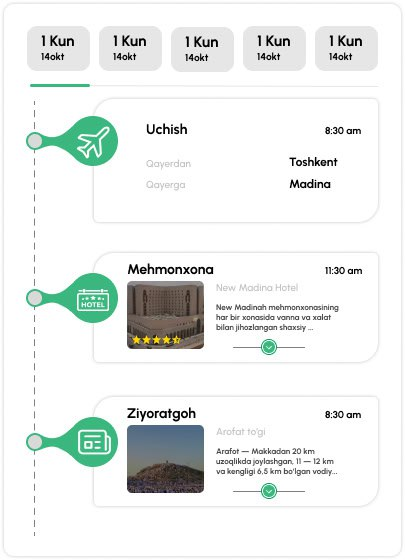 1 Kun 1 Kun 1 Kun 1 Kun 1 Kun
14okt 14okt 14okt 14okt 14okt
Uchish 8:30 am
Qayerdan Toshkent
Qayerga Madina
Mehmonxona 11:30 am
HOTEL
New Madina Hotel
New Madinah mehmonxonasining
har bir xonasida vanna va xalat
bilan jihozlangan shaxsiy ...
Ziyoratgoh 8:30 am
Arofat to'gi
Arafot — Makkadan 20 km
uzoqlikda joylashgan, 11 — 12 km
va kengligi 6,5 km bo'lgan vodiy...